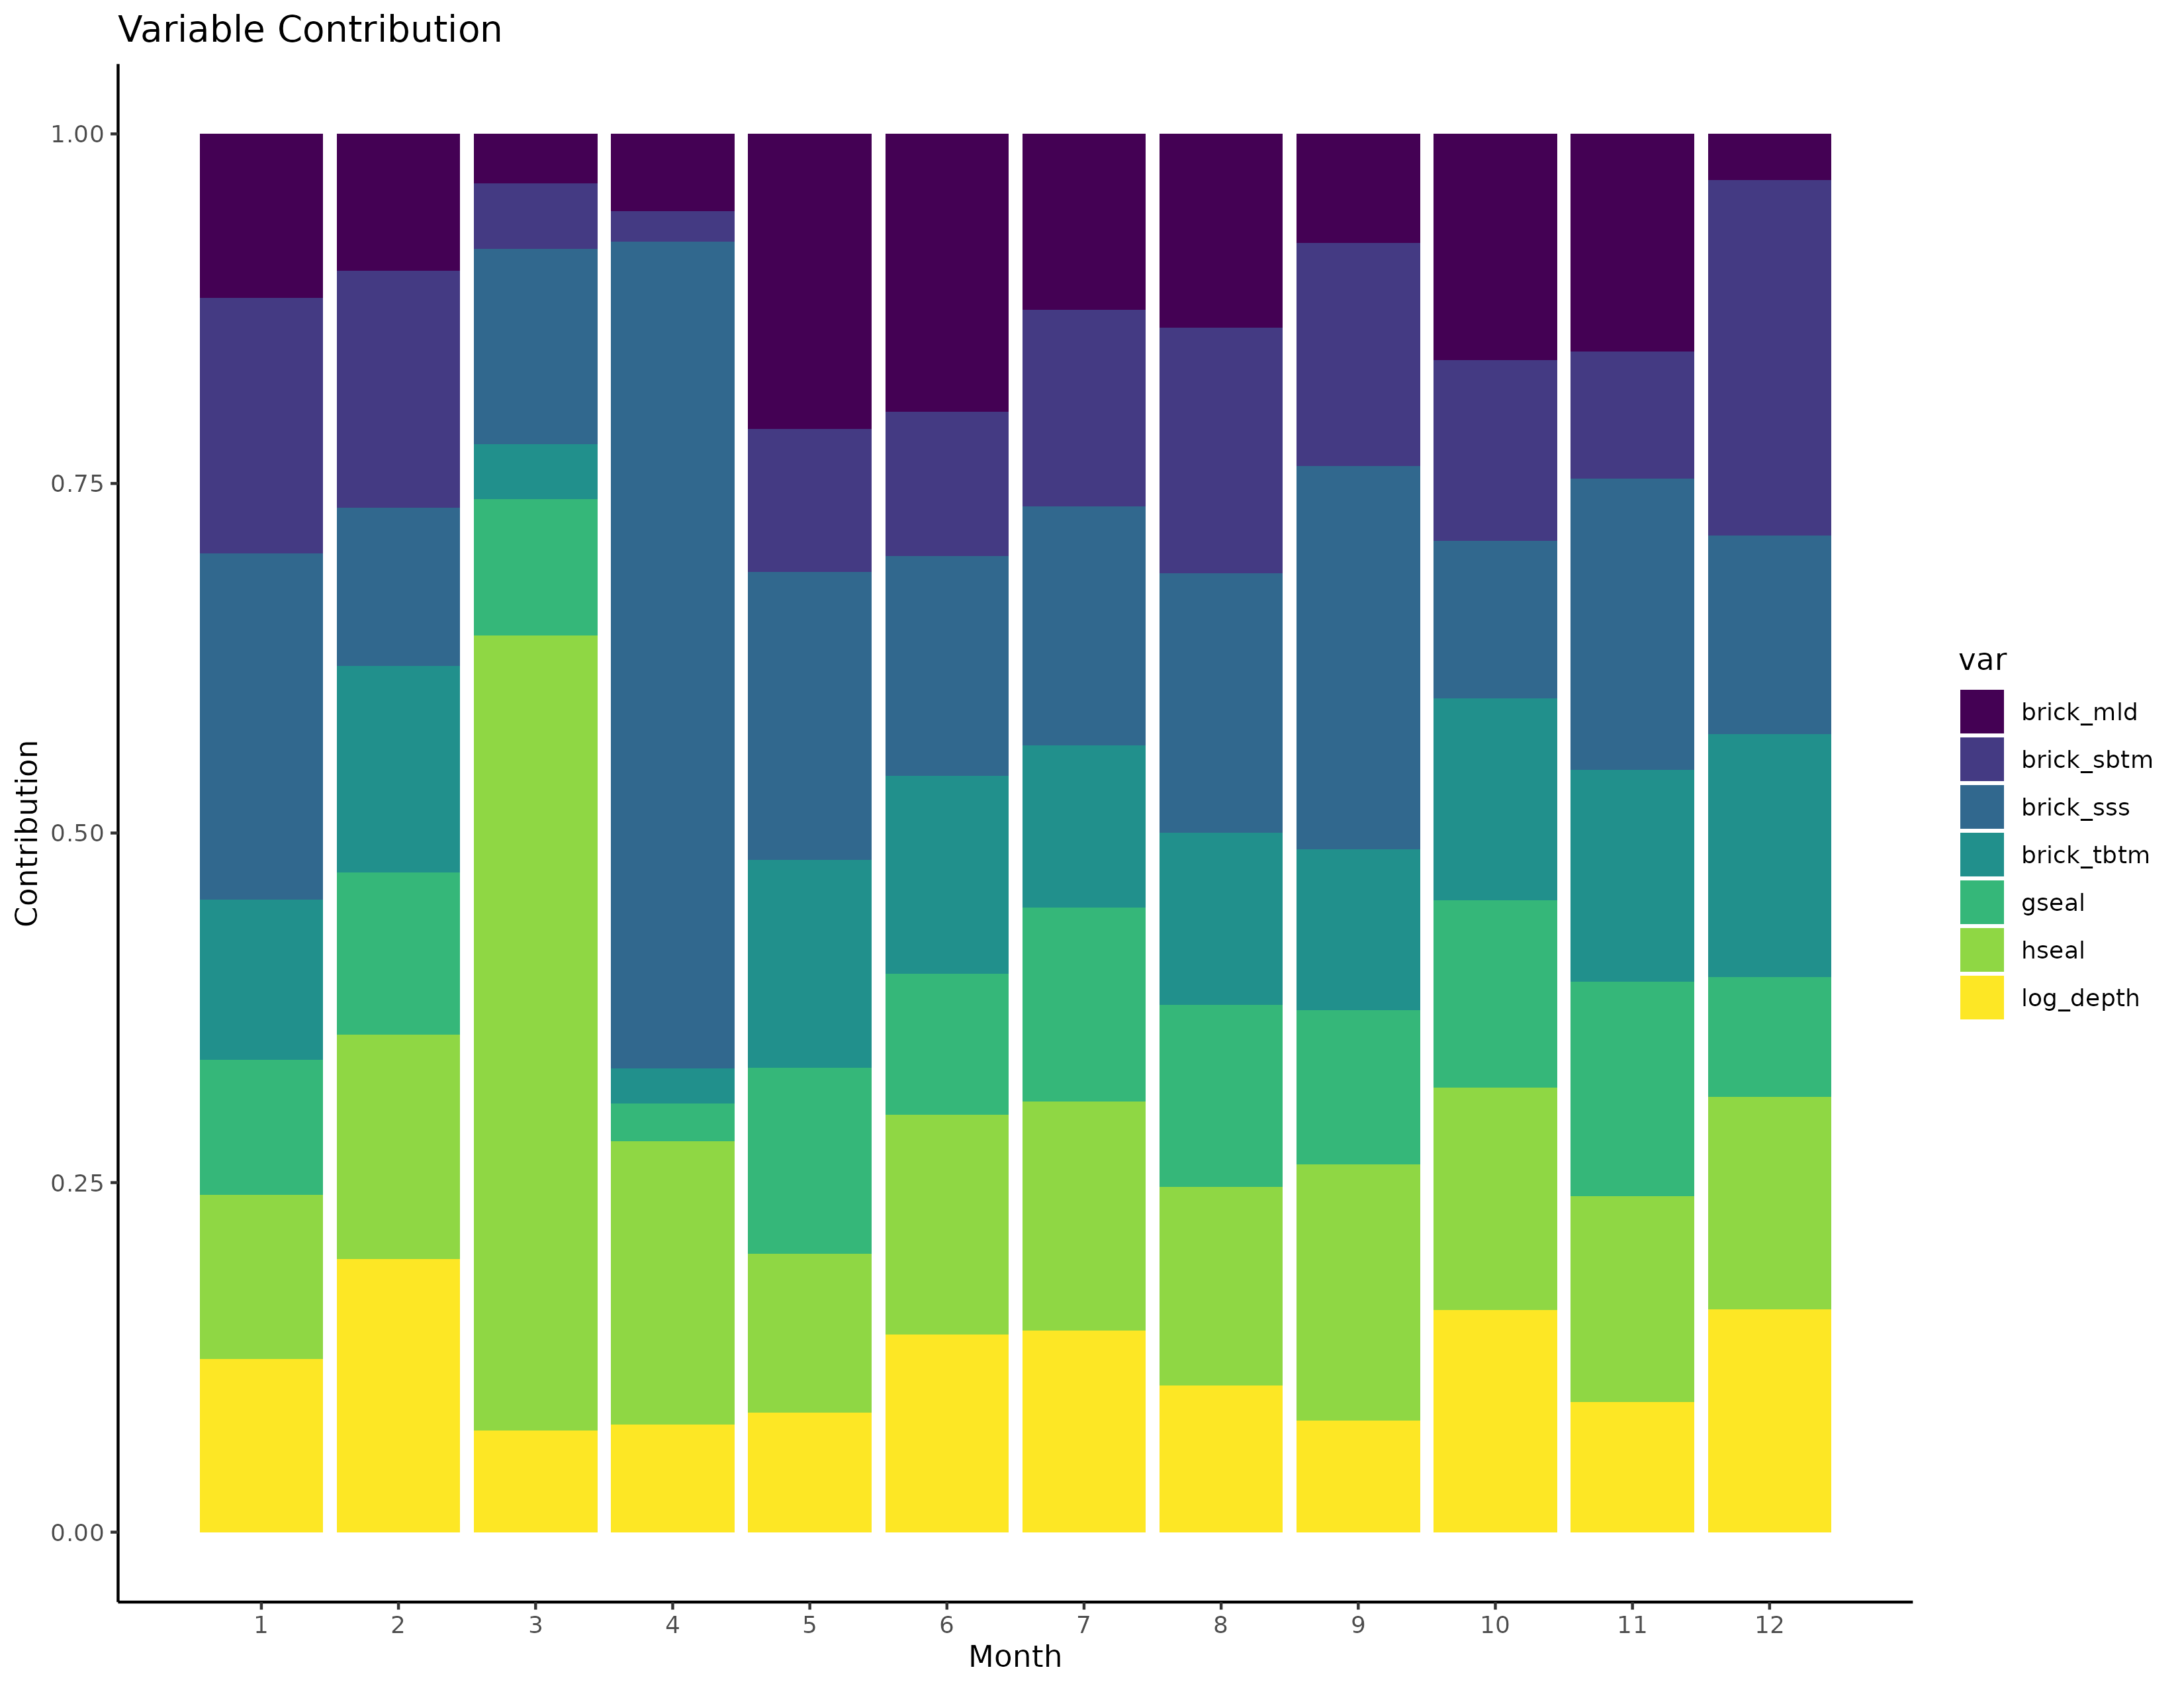 Variable Contribution
Contribution
1.00
0.75
0.50
0.25
0.00
1 2 3 4 5 6 7 8 9 10 11 12
Month
var
brick_mld
brick_sbtm
brick_sss
brick_tbtm
gseal
hseal
log_depth